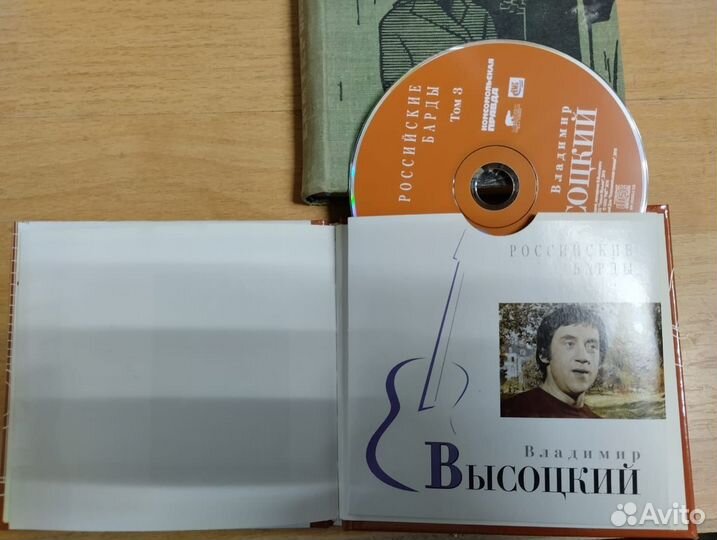 РОССИЙСКИЕ
БАРДЫ
Том 3
КОМСОМОЛЬСКАЯ
ПРАВДА
Владимир
ВЫСОЦКИЙ
РОССИЙСКИЕ
БАРДЫ
Владимир
Высоцкий
Avito